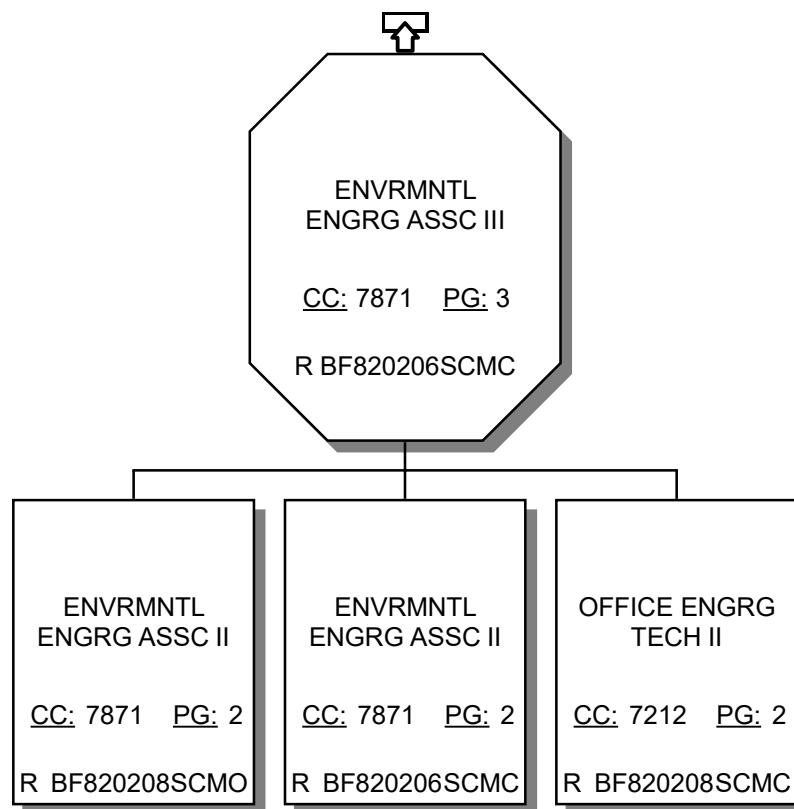 ENVRMNTL
ENGRG ASSC III
CC: 7871 PG: 3
R BF820206SCMC
ENVRMNTL
ENGRG ASSC II
CC: 7871 PG: 2
R BF820208SCMO
ENVRMNTL
ENGRG ASSC II
CC: 7871 PG: 2
R BF820206SCMC
OFFICE ENGRG
TECH II
CC: 7212 PG: 2
R BF820208SCMC